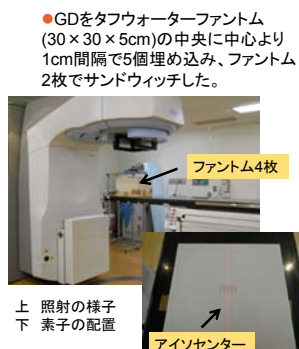 ●GDをタフウォーターファントム
(30×30×5cm)の中央に中心より
1cm間隔で5個埋め込み、ファントム
2枚でサンドウィッチした。
ファントム4枚
上 照射の様子
下 素子の配置
アイソセンター